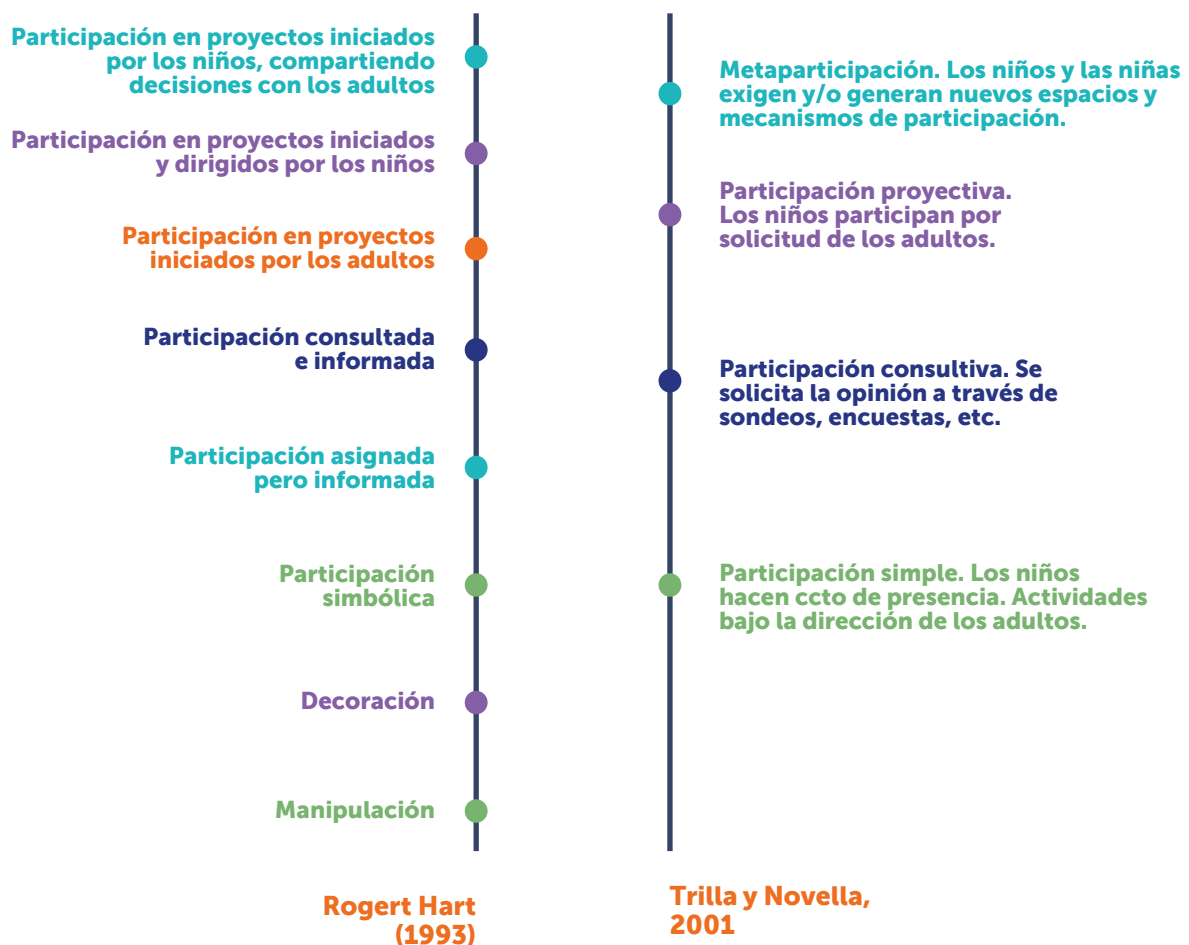 Participación en proyectos iniciados
por los niños, compartiendo
decisiones con los adultos
Participación en proyectos iniciados
y dirigidos por los niños
Participación en proyectos
iniciados por los adultos
Participación consultada
e informada
Participación asignada
pero informada
Participación
simbólica
Decoración
Manipulación
Rogert Hart
(1993)
Metaparticipación. Los niños y las niñas
exigen y/o generan nuevos espacios y
mecanismos de participación.
Participación proyectiva.
Los niños participan por
solicitud de los adultos.
Participación consultiva. Se
solicita la opinión a través de
sondeos, encuestas, etc.
Participación simple. Los niños
hacen ccto de presencia. Actividades
bajo la dirección de los adultos.
Trilla y Novella,
2001